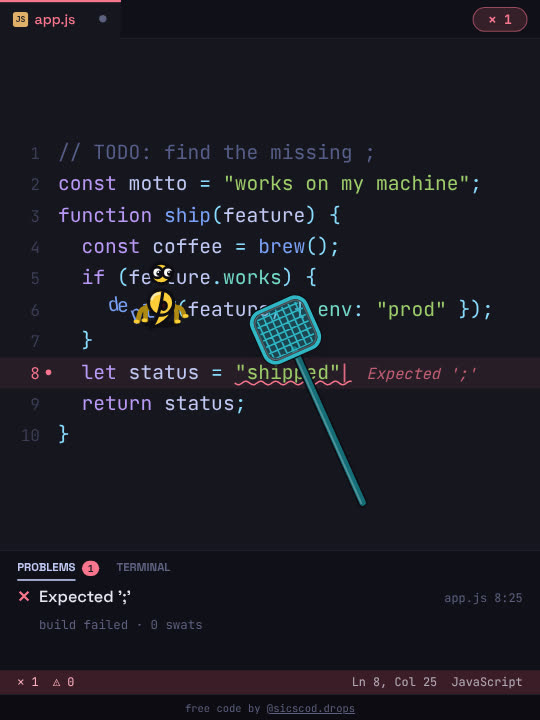 JS app.js
× 1
1 // TODO: find the missing ;
2 const motto = "works on my machine";
3 function ship(feature) {
4 const coffee = brew();
5 if (feature.works) {
6 de (feature, { env: "prod" });
7 }
8 let status = "shipped" Expected ';'
9 return status;
10 }
PROBLEMS 1 TERMINAL
× Expected ';' app.js 8:25
build failed · 0 swats
× 1 ⚠ 0 Ln 8, Col 25 JavaScript
free code by @sicscod.drops